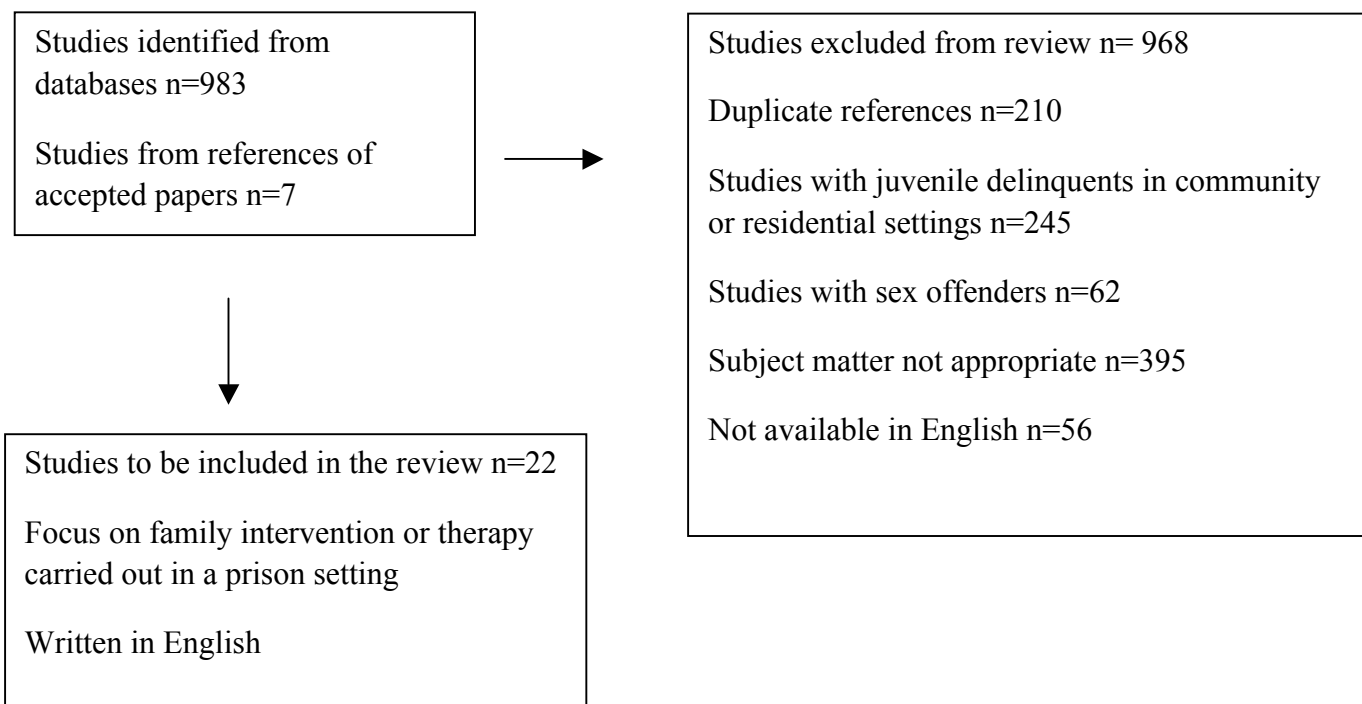 Studies identified from
databases n=983
Studies from references of
accepted papers n=7
Studies excluded from review n= 968
Duplicate references n=210
Studies with juvenile delinquents in community
or residential settings n=245
Studies with sex offenders n=62
Subject matter not appropriate n=395
Not available in English n=56
Studies to be included in the review n=22
Focus on family intervention or therapy
carried out in a prison setting
Written in English